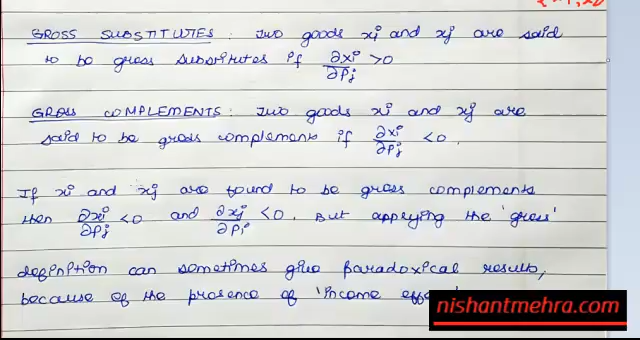 GROSS SUBSTITUTES : Two goods xi and xj are said
to be gross substitutes if ∂xi/∂Pj >0
GROSS COMPLEMENTS : Two goods xi and xj are
said to be gross complements if ∂xi/∂Pj <0.
If xi and xj are found to be gross complements
then ∂xi/∂Pj <0 and ∂xj/∂Pi <0. But applying the 'gross'
definition can sometimes give paradoxical results,
because of the presence of 'income
nishantmehra.com